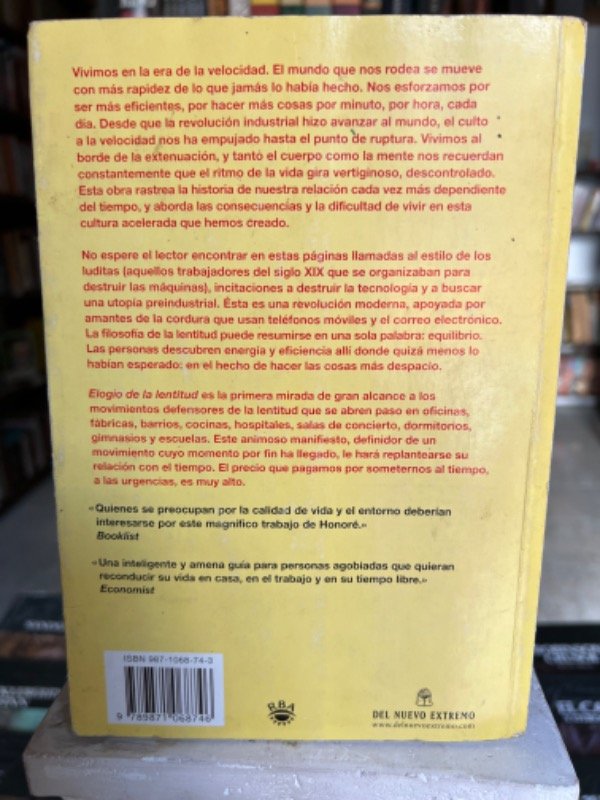 Vivimos en la era de la velocidad. El mundo que nos rodea se mueve
con más rapidez de lo que jamás lo había hecho. Nos esforzamos por
ser más eficientes, por hacer más cosas por minuto, por hora, cada
día. Desde que la revolución industrial hizo avanzar al mundo, el culto
a la velocidad nos ha empujado hasta el punto de ruptura. Vivimos al
borde de la extenuación, y tanto el cuerpo como la mente nos recuerdan
constantemente que el ritmo de la vida gira vertiginoso, descontrolado.
Esta obra rastrea la historia de nuestra relación cada vez más dependiente
del tiempo, y aborda las consecuencias y la dificultad de vivir en esta
cultura acelerada que hemos creado.
No espere el lector encontrar en estas páginas llamadas al estilo de los
luditas (aquellos trabajadores del siglo XIX que se organizaban para
destruir las máquinas), incitaciones a destruir la tecnología y a buscar
una utopía preindustrial. Ésta es una revolución moderna, apoyada por
amantes de la cordura que usan teléfonos móviles y el correo electrónico.
La filosofía de la lentitud puede resumirse en una sola palabra: equilibrio.
Las personas descubren energía y eficiencia allí donde quizá menos lo
habían esperado: en el hecho de hacer las cosas más despacio.
Elogio de la lentitud es la primera mirada de gran alcance a los
movimientos defensores de la lentitud que se abren paso en oficinas,
fábricas, barrios, cocinas, hospitales, salas de concierto, dormitorios,
gimnasios y escuelas. Este animoso manifiesto, definidor de un
movimiento cuyo momento por fin ha llegado, le hará replantearse su
relación con el tiempo. El precio que pagamos por someternos al tiempo,
a las urgencias, es muy alto.
«Quienes se preocupan por la calidad de vida y el entorno deberían
interesarse por este magnífico trabajo de Honoré.»
Booklist
«Una inteligente y amena guía para personas agobiadas que quieran
reconducir su vida en casa, en el trabajo y en su tiempo libre.»
Economist
ISBN 987-1068-74-3
9 789871 068746
RBA
DEL NUEVO EXTREMO
www.delnuevoextremo.com